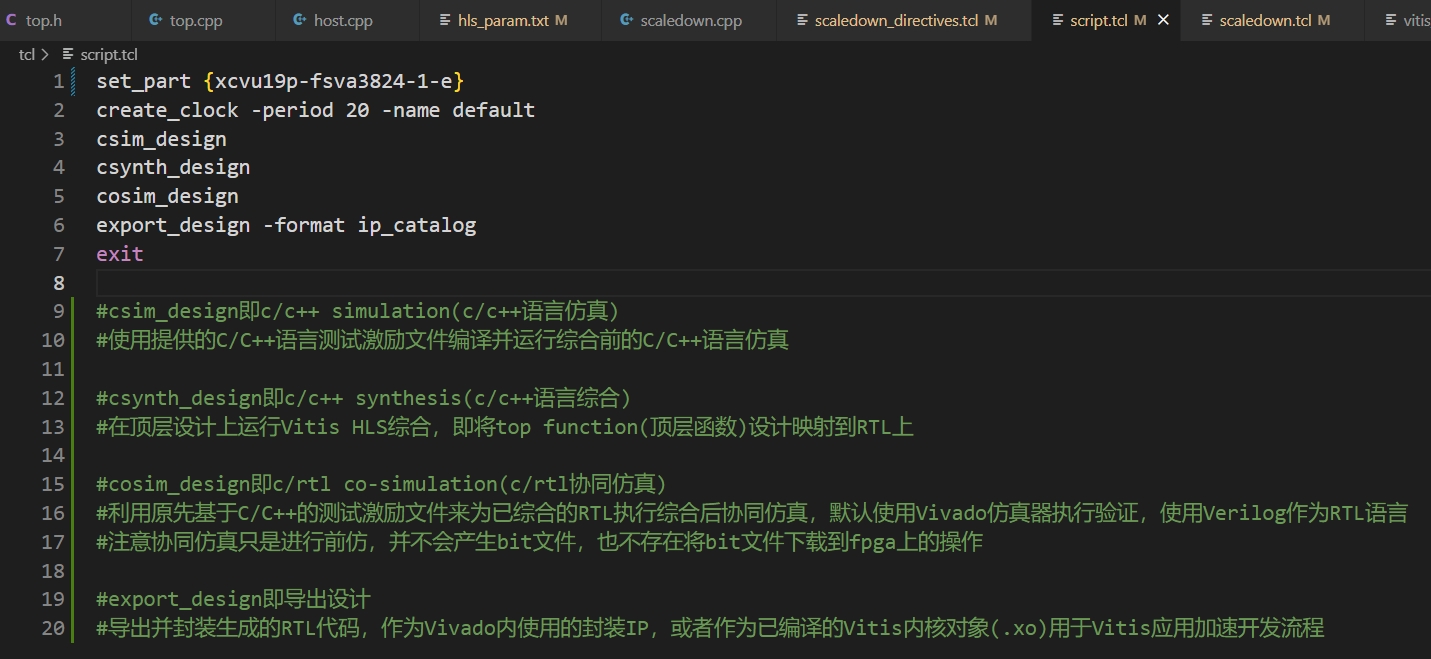 top.h top.cpp host.cpp hls_param.txt M scaledown.cpp scaledown_directives.tcl M script.tcl M scaledown.tcl M vitis
tcl > script.tcl
1 set_part {xcvu19p-fsva3824-1-e}
2 create_clock -period 20 -name default
3 csim_design
4 csynth_design
5 cosim_design
6 export_design -format ip_catalog
7 exit
8
9 #csim_design即c/c++ simulation(c/c++语言仿真)
10 #使用提供的C/C++语言测试激励文件编译并运行综合前的C/C++语言仿真
11
12 #csynth_design即c/c++ synthesis(c/c++语言综合)
13 #在顶层设计上运行Vitis HLS综合，即将top function(顶层函数)设计映射到RTL上
14
15 #cosim_design即c/rtl co-simulation(c/rtl协同仿真)
16 #利用原先基于C/C++的测试激励文件来为已综合的RTL执行综合后协同仿真，默认使用Vivado仿真器执行验证，使用Verilog作为RTL语言
17 #注意协同仿真只是进行前仿，并不会产生bit文件，也不存在将bit文件下载到fpga上的操作
18
19 #export_design即导出设计
20 #导出并封装生成的RTL代码，作为Vivado内使用的封装IP，或者作为已编译的Vitis内核对象(.xo)用于Vitis应用加速开发流程